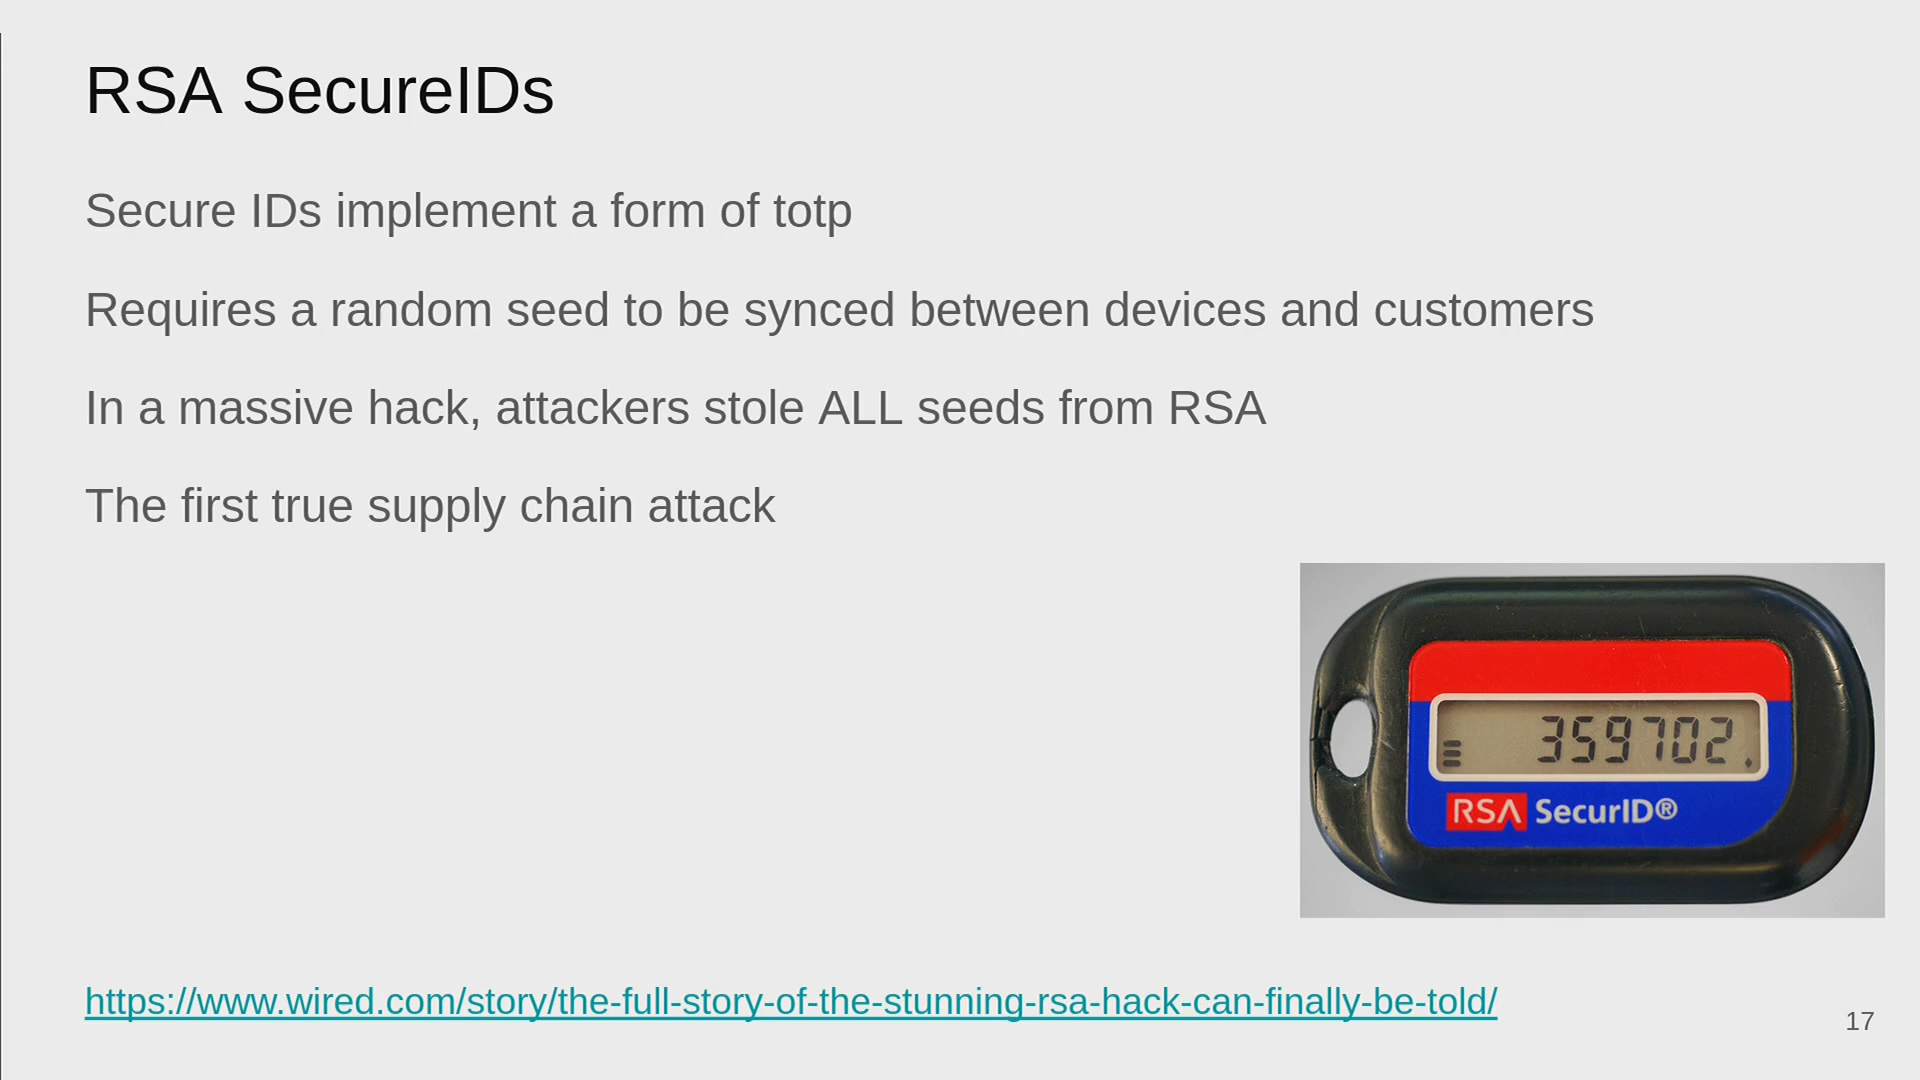 RSA SecureIDs
Secure IDs implement a form of totp
Requires a random seed to be synced between devices and customers
In a massive hack, attackers stole ALL seeds from RSA
The first true supply chain attack
359702
RSA SecurID®
https://www.wired.com/story/the-full-story-of-the-stunning-rsa-hack-can-finally-be-told/
17